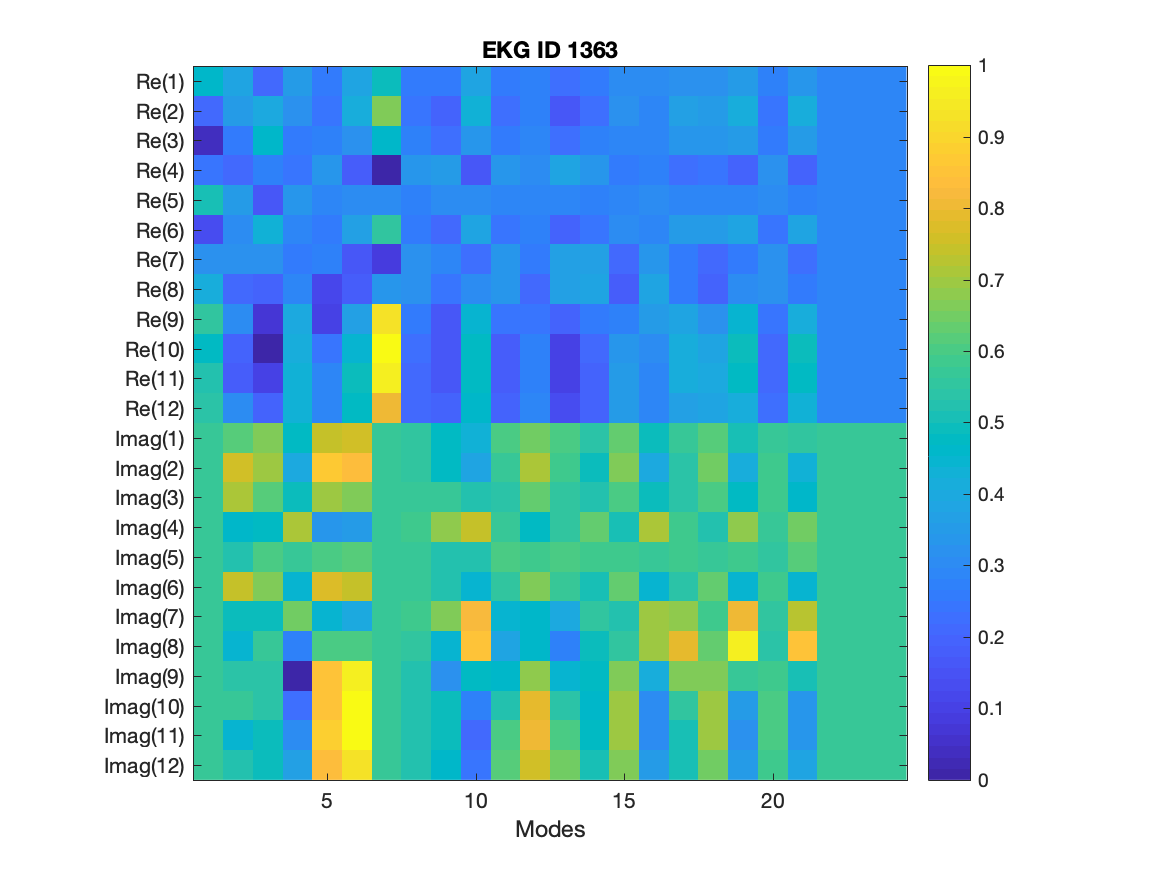 EKG ID 1363
Re(1)
Re(2)
Re(3)
Re(4)
Re(5)
Re(6)
Re(7)
Re(8)
Re(9)
Re(10)
Re(11)
Re(12)
Imag(1)
Imag(2)
Imag(3)
Imag(4)
Imag(5)
Imag(6)
Imag(7)
Imag(8)
Imag(9)
Imag(10)
Imag(11)
Imag(12)
5 10 15 20
Modes
1
0.9
0.8
0.7
0.6
0.5
0.4
0.3
0.2
0.1
0